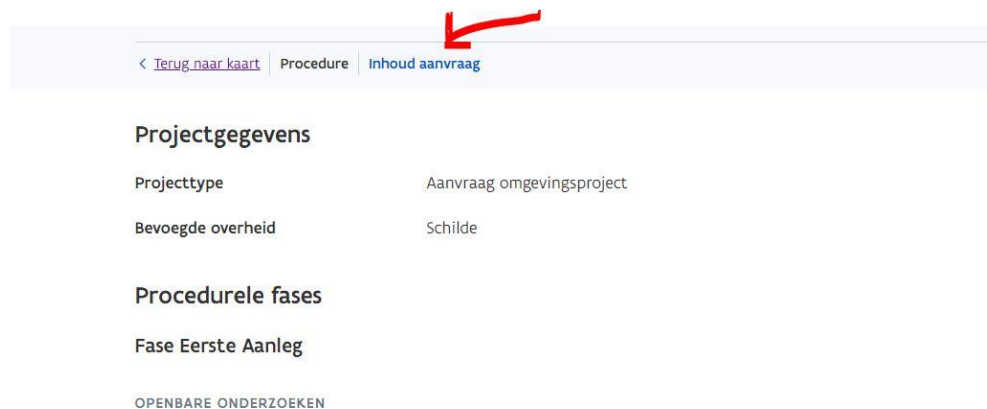 < Terug naar kaart Procedure Inhoud aanvraag
Projectgegevens
Projecttype Aanvraag omgevingsproject
Bevoegde overheid Schilde
Procedurele fases
Fase Eerste Aanleg
OPENBARE ONDERZOEKEN